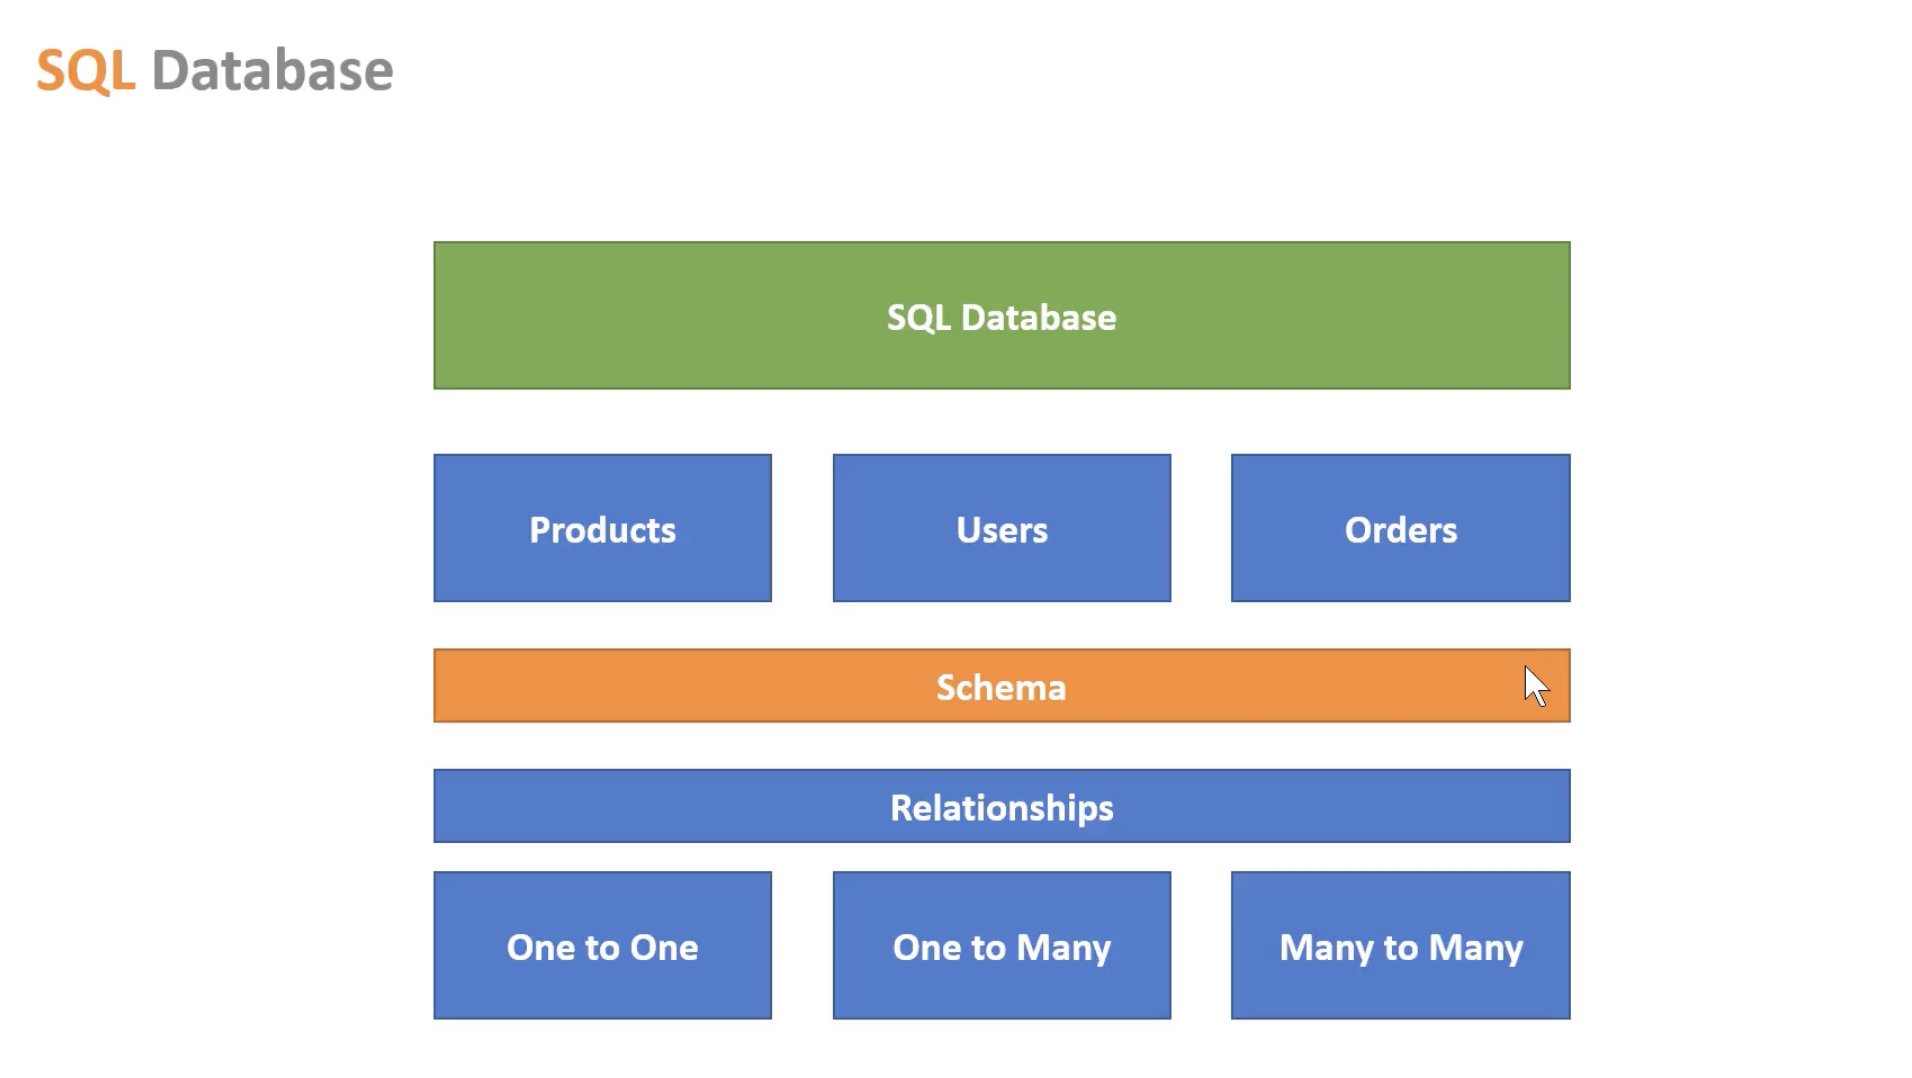 SQL Database
SQL Database
Products
Users
Orders
Schema
Relationships
One to One
One to Many
Many to Many